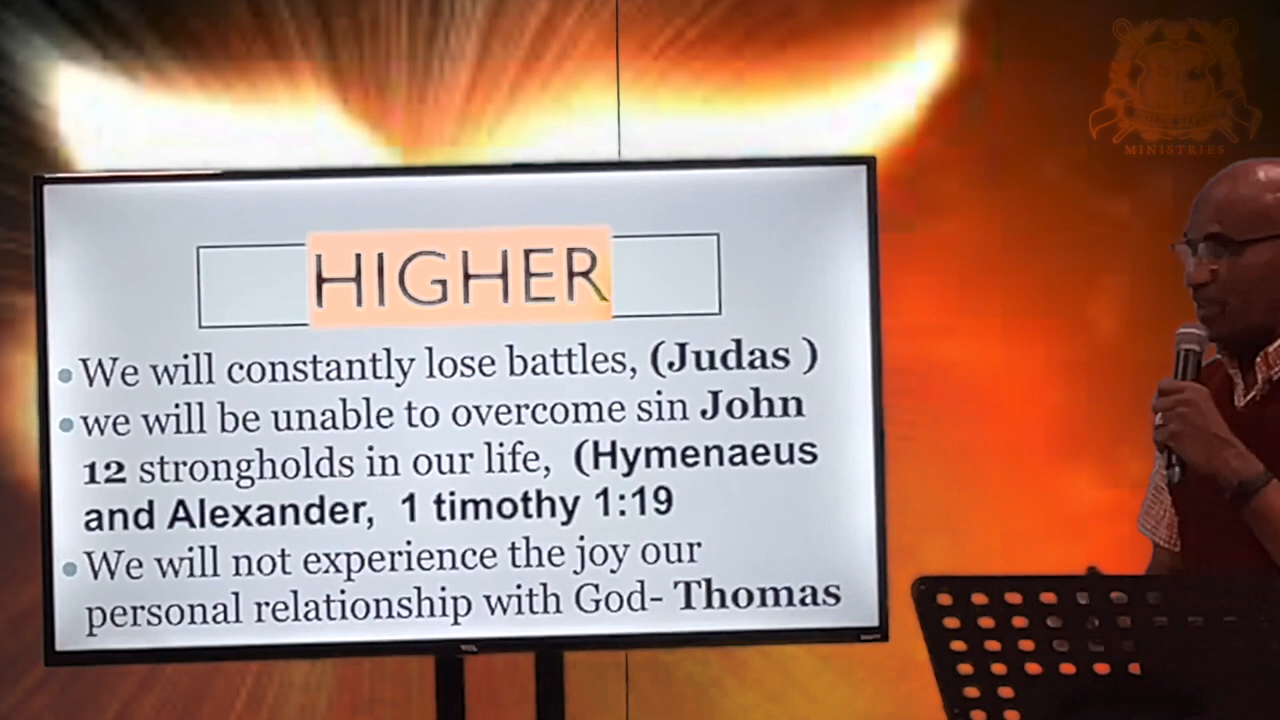 MINISTRIES
HIGHER
We will constantly lose battles, (Judas )
we will be unable to overcome sin John
12 strongholds in our life, (Hymenaeus
and Alexander, 1 timothy 1:19
We will not experience the joy our
personal relationship with God- Thomas